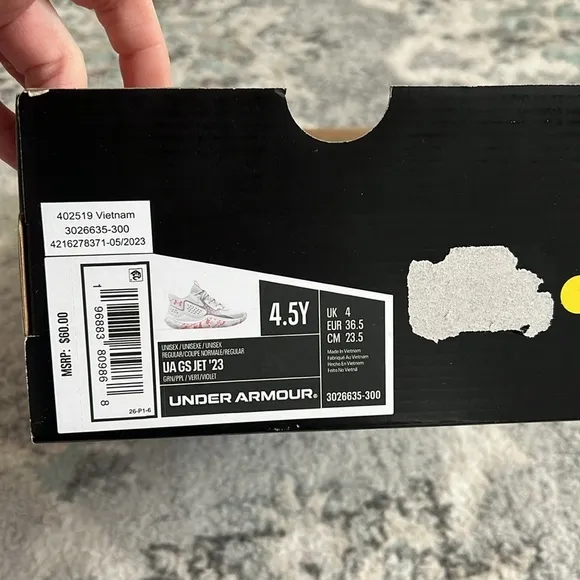 402519 Vietnam
3026635-300
4216278371-05/2023
MSRP: $60.00
1 96883 80986 8
26-P1-6
4.5Y
UK 4
EUR 36.5
CM 23.5
UNISEX / UNISEXE / UNISEX
REGULAR/COUPE NORMALE/REGULAR
UA GS JET '23
GRN/PPL / VERT/VIOLET
Made In Vietnam
Fabriqué Au Vietnam
Hecho En Vietnam
Feito No Vietnã
UNDER ARMOUR®
3026635-300